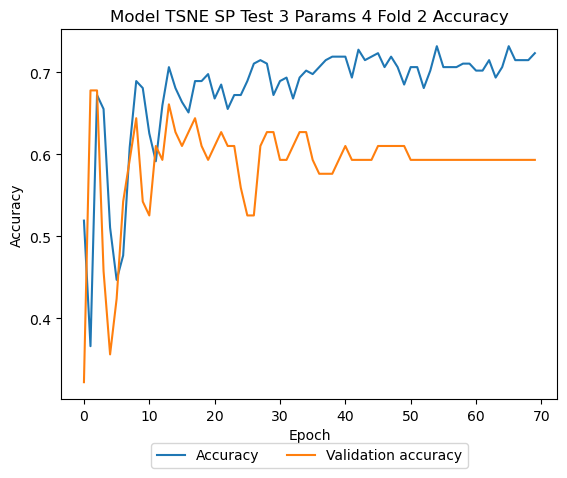 Model TSNE SP Test 3 Params 4 Fold 2 Accuracy
Accuracy
0.7
0.6
0.5
0.4
0 10 20 30 40 50 60 70
Epoch
Accuracy Validation accuracy